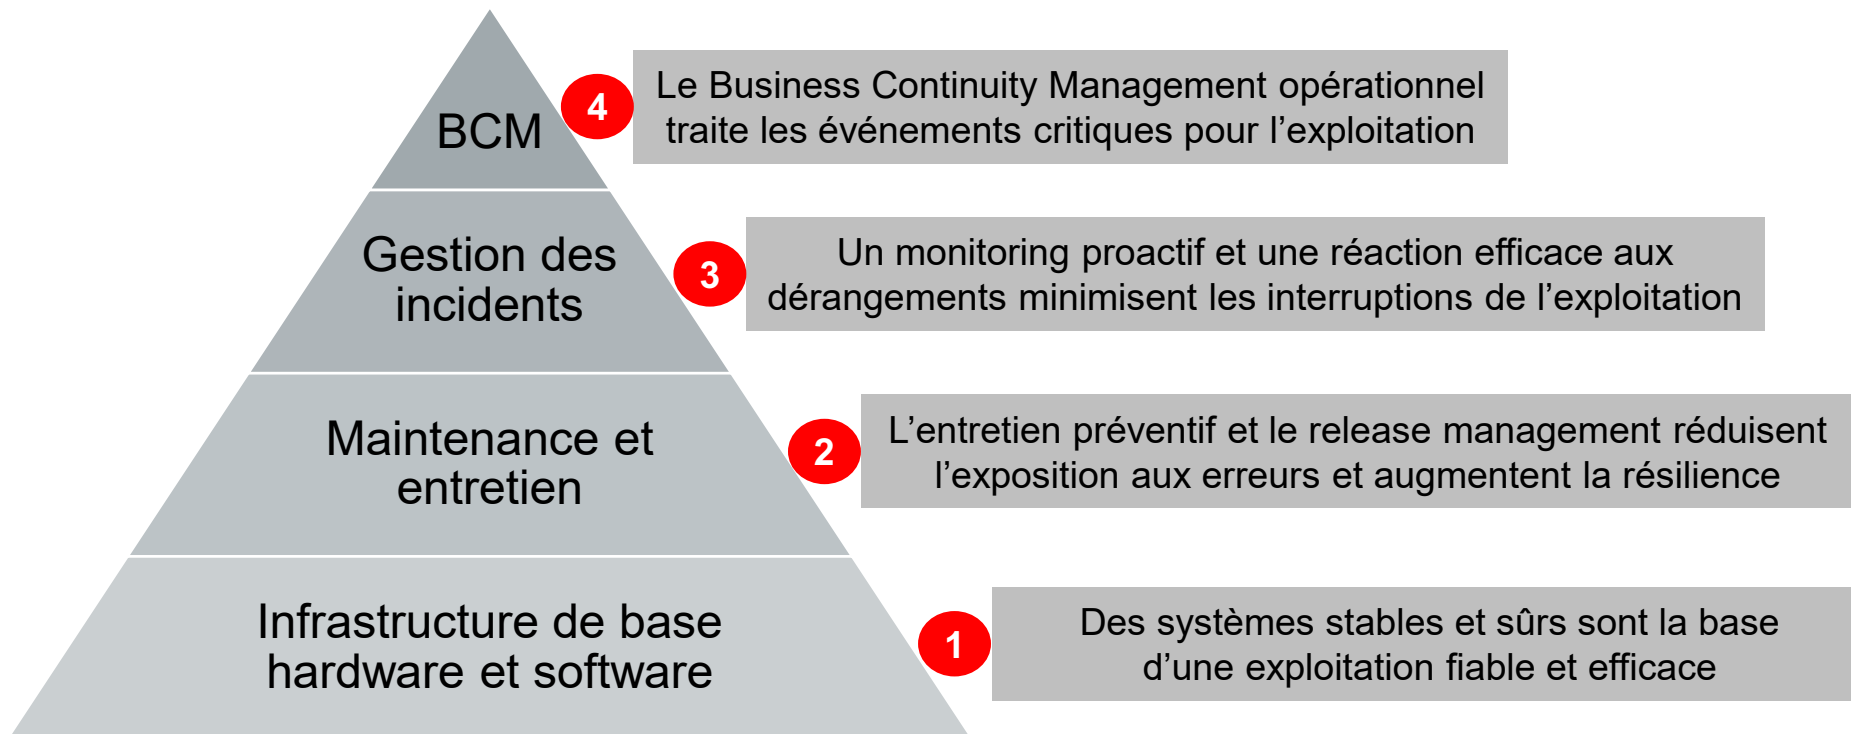 BCM
4
Le Business Continuity Management opérationnel
traite les événements critiques pour l’exploitation
Gestion des
incidents
3
Un monitoring proactif et une réaction efficace aux
dérangements minimisent les interruptions de l’exploitation
Maintenance et
entretien
2
L’entretien préventif et le release management réduisent
l’exposition aux erreurs et augmentent la résilience
Infrastructure de base
hardware et software
1
Des systèmes stables et sûrs sont la base
d’une exploitation fiable et efficace